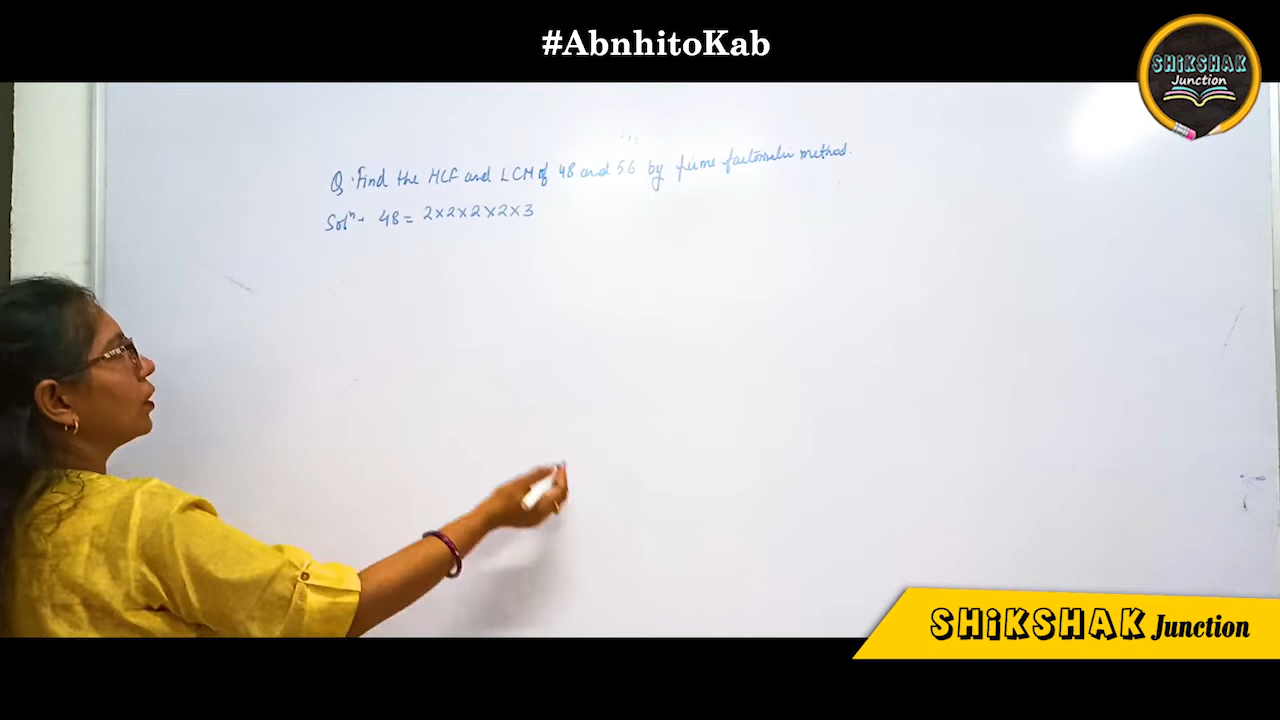 #AbnhitoKab
SHiKSHAK
Junction
Q. Find the HCF and LCM of 48 and 56 by prime factorisatin method.
Solⁿ. 48 = 2×2×2×2×3
SHiKSHAK Junction